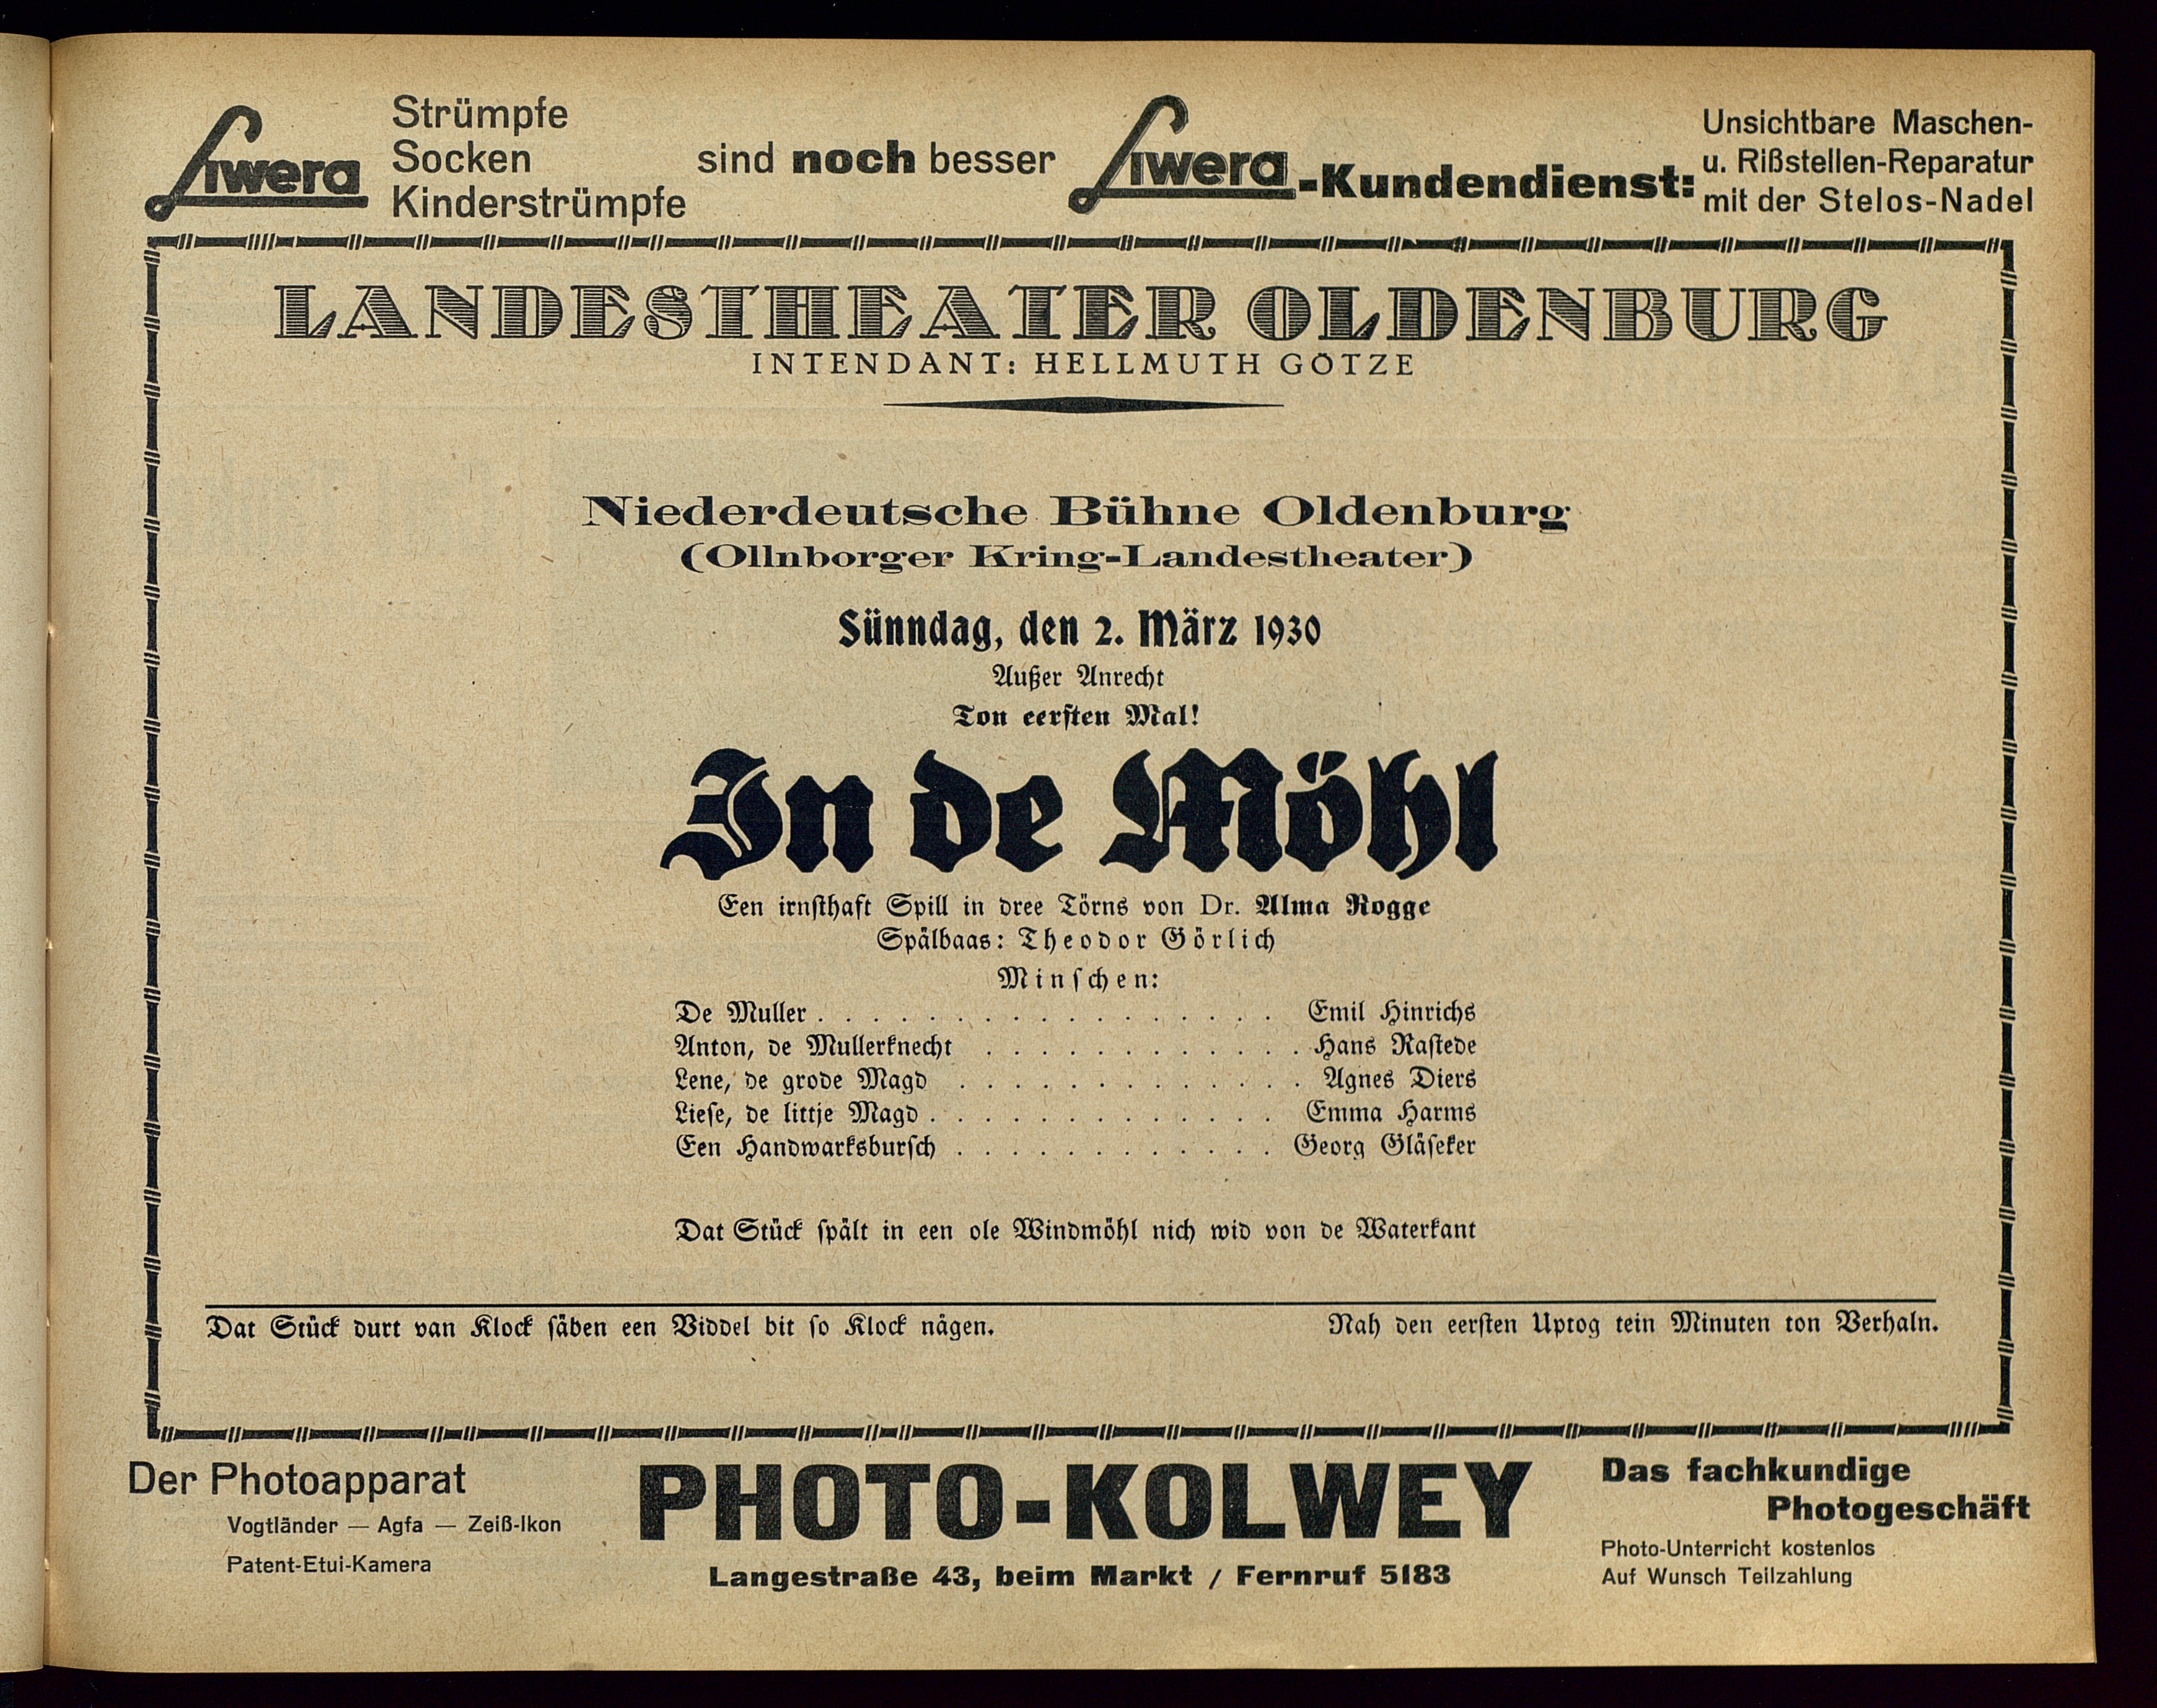 Liwera Strümpfe Socken Kinderstrümpfe sind noch besser
Liwera-Kundendienst: Unsichtbare Maschen-
u. Rißstellen-Reparatur
mit der Stelos-Nadel
LANDESTHEATER OLDENBURG
INTENDANT: HELLMUTH GÖTZE
Niederdeutsche Bühne Oldenburg
(Ollnborger Kring-Landestheater)
Sünndag, den 2. März 1930
Außer Anrecht
Ton eersten Mal!
In de Möhl
Een irnsthaft Spill in dree Törns von Dr. Alma Rogge
Spälbaas: Theodor Görlich
Minschen:
De Muller . . . . . . . . . . . . . . . . . Emil Hinrichs
Anton, de Mullerknecht . . . . . . . . . . . . Hans Rastede
Lene, de grode Magd . . . . . . . . . . . . . Agnes Diers
Liese, de littje Magd . . . . . . . . . . . . . Emma Harms
Een Handwarksbursch . . . . . . . . . . . . Georg Gläseker
Dat Stück spält in een ole Windmöhl nich wid von de Waterkant
Dat Stück durt van Klock säben een Viddel bit so Klock nägen.
Nah den eersten Uptog tein Minuten ton Verhaln.
Der Photoapparat
Vogtländer — Agfa — Zeiß-Ikon
Patent-Etui-Kamera
PHOTO-KOLWEY
Langestraße 43, beim Markt / Fernruf 5183
Das fachkundige
Photogeschäft
Photo-Unterricht kostenlos
Auf Wunsch Teilzahlung